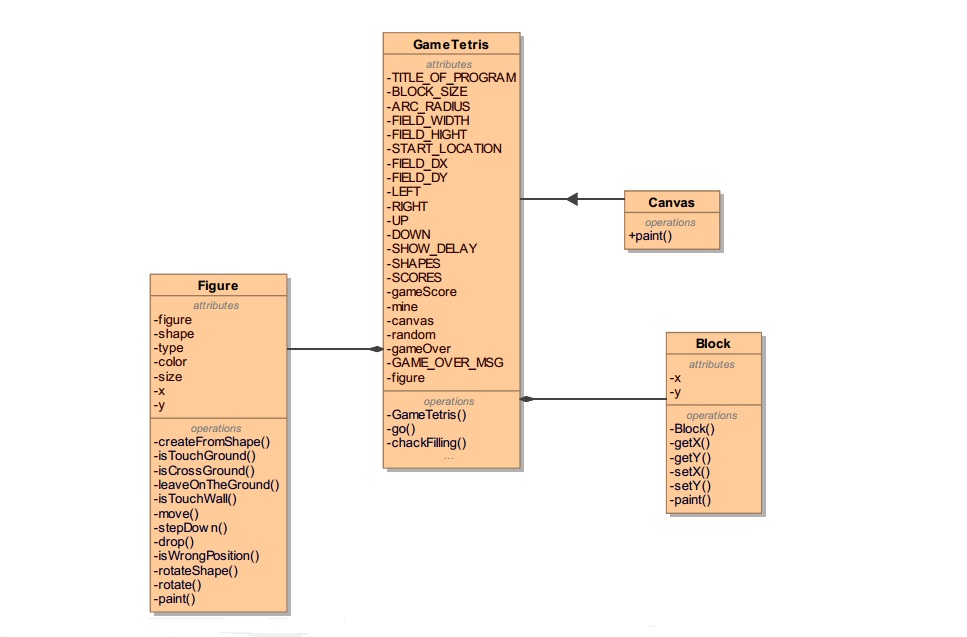 GameTetris
attributes
-TITLE_OF_PROGRAM
-BLOCK_SIZE
-ARC_RADIUS
-FIELD_WIDTH
-FIELD_HIGHT
-START_LOCATION
-FIELD_DX
-FIELD_DY
-LEFT
-RIGHT
-UP
-DOWN
-SHOW_DELAY
-SHAPES
-SCORES
-gameScore
-mine
-canvas
-random
-gameOver
-GAME_OVER_MSG
-figure
operations
-GameTetris()
-go()
-chackFilling()
...
Canvas
operations
+paint()
Figure
attributes
-figure
-shape
-type
-color
-size
-x
-y
operations
-createFromShape()
-isTouchGround()
-isCrossGround()
-leaveOnTheGround()
-isTouchWall()
-move()
-stepDown()
-drop()
-isWrongPosition()
-rotateShape()
-rotate()
-paint()
Block
attributes
-x
-y
operations
-Block()
-getX()
-getY()
-setX()
-setY()
-paint()